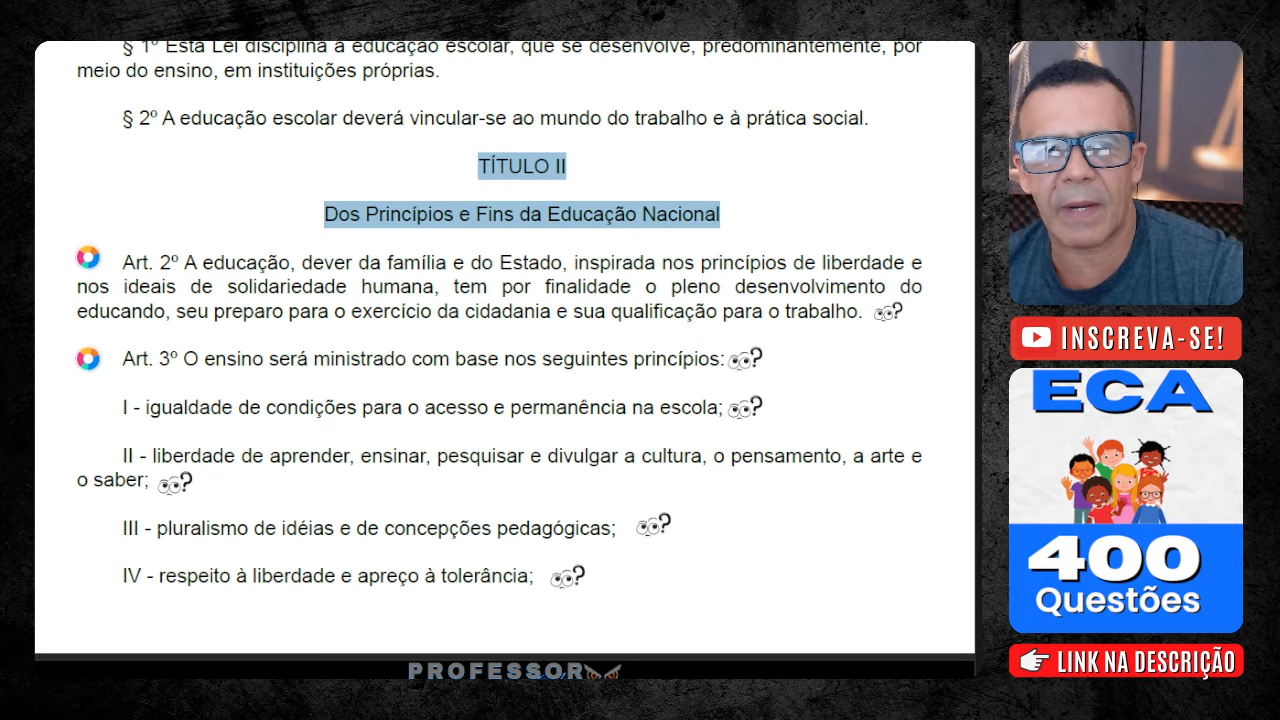 § 1º Esta Lei disciplina a educação escolar, que se desenvolve, predominantemente, por
meio do ensino, em instituições próprias.
§ 2º A educação escolar deverá vincular-se ao mundo do trabalho e à prática social.
TÍTULO II
Dos Princípios e Fins da Educação Nacional
Art. 2º A educação, dever da família e do Estado, inspirada nos princípios de liberdade e
nos ideais de solidariedade humana, tem por finalidade o pleno desenvolvimento do
educando, seu preparo para o exercício da cidadania e sua qualificação para o trabalho. ?
Art. 3º O ensino será ministrado com base nos seguintes princípios: ?
I - igualdade de condições para o acesso e permanência na escola; ?
II - liberdade de aprender, ensinar, pesquisar e divulgar a cultura, o pensamento, a arte e
o saber; ?
III - pluralismo de idéias e de concepções pedagógicas; ?
IV - respeito à liberdade e apreço à tolerância; ?
PROFESSOR
INSCREVA-SE!
ECA
400
Questões
LINK NA DESCRIÇÃO